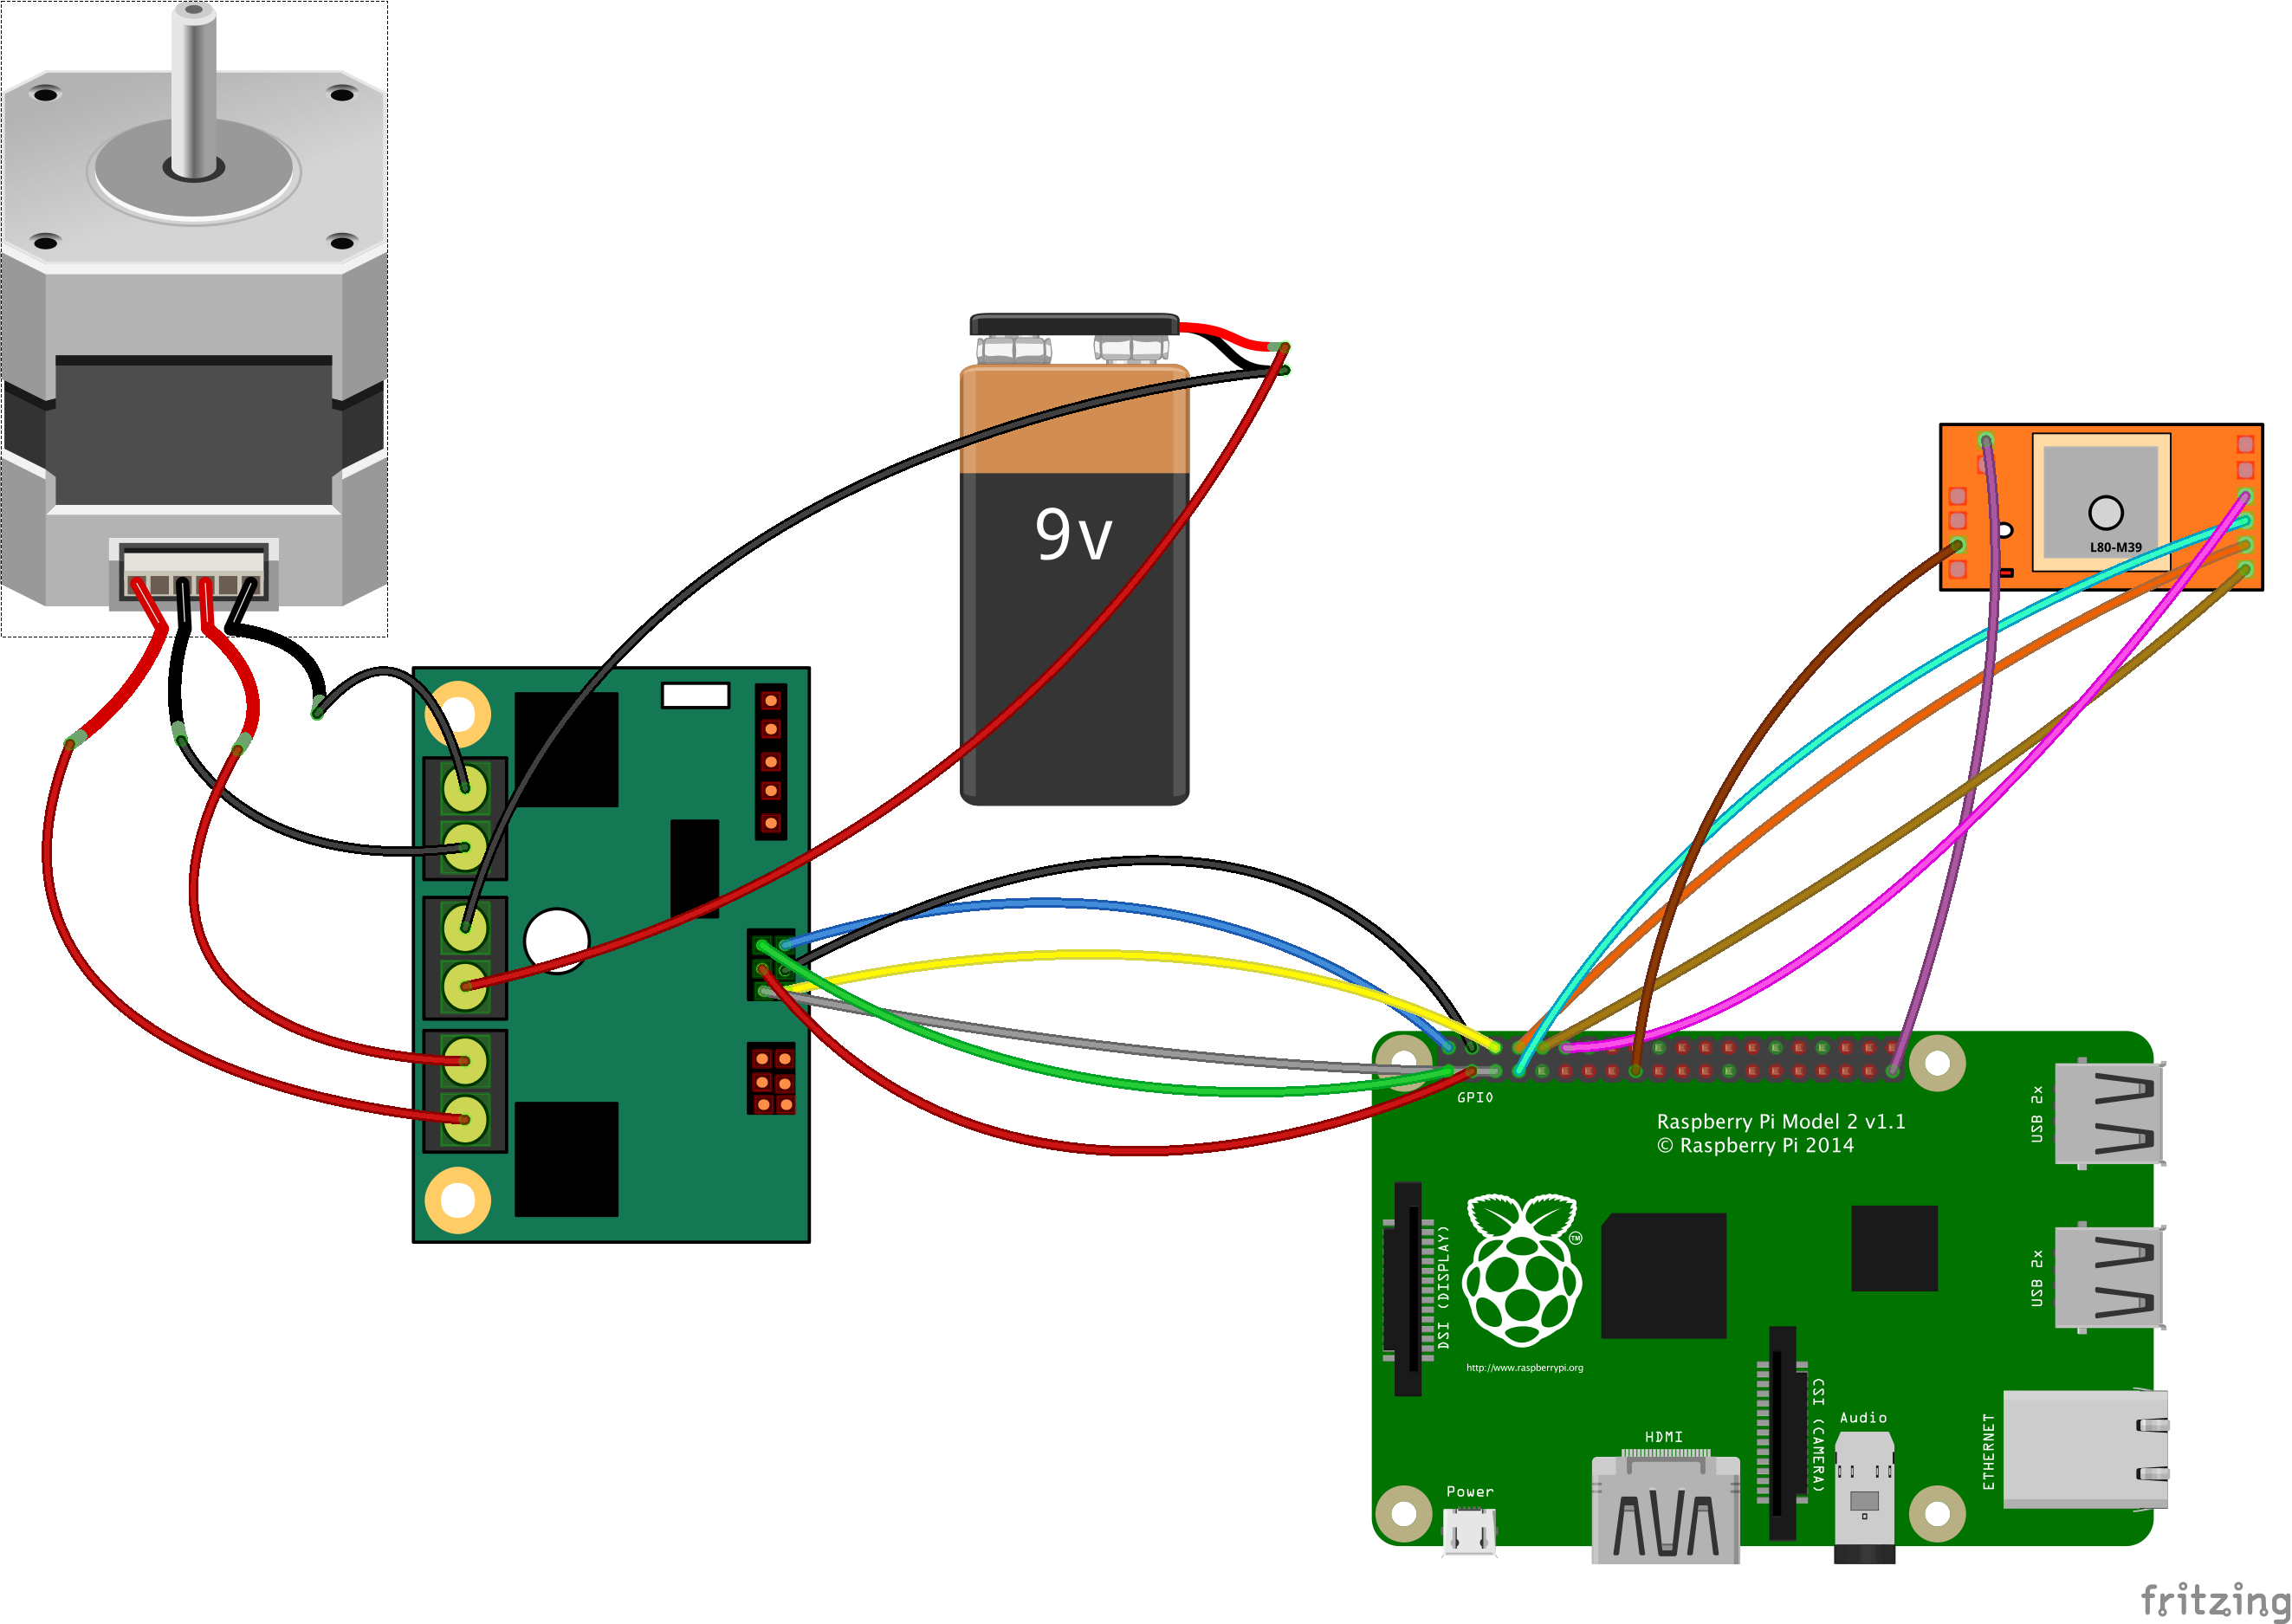 9v
L80-M39
GPIO
Raspberry Pi Model 2 v1.1
© Raspberry Pi 2014
USB 2x
DSI (DISPLAY)
TM
USB 2x
http://www.raspberrypi.org
CSI (CAMERA)
Audio
ETHERNET
HDMI
Power
fritzing